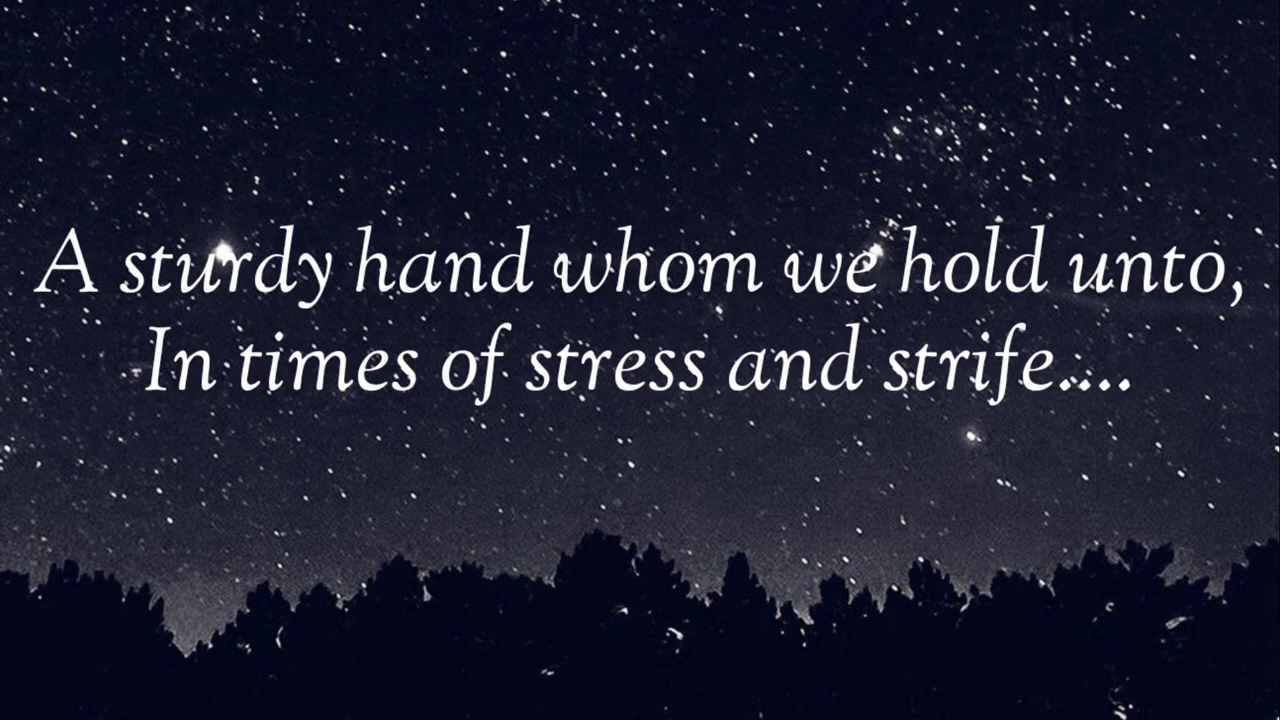 A sturdy hand whom we hold unto,
In times of stress and strife....